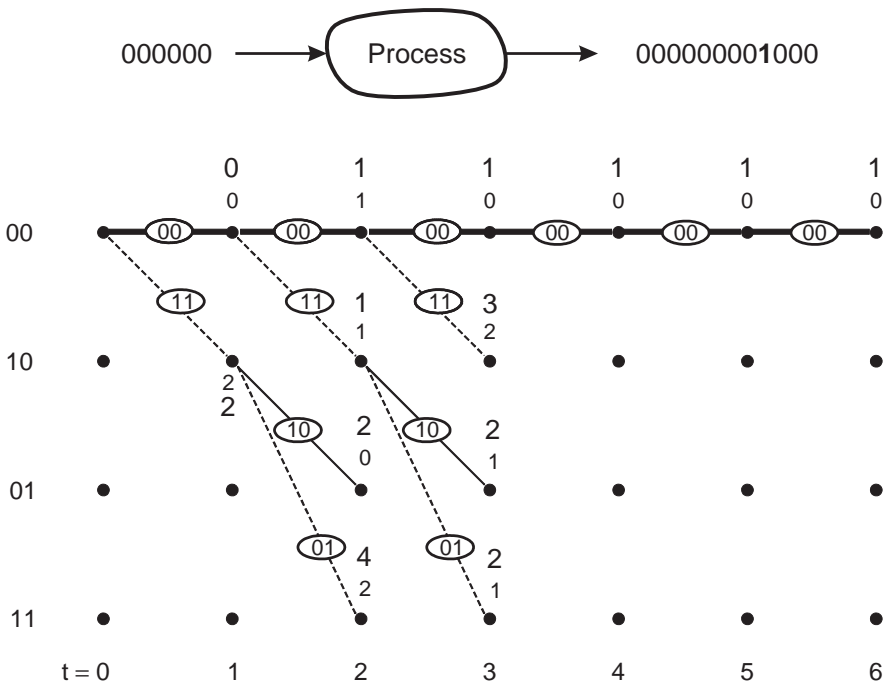 000000 Process 000000001000
0 1 1 1 1 1
0 1 0 0 0 0
00 00 00 00 00 00 00
11 11 1 11 3
1 2
10
2
2 10 2 10 2
0 1
01
01 4 01 2
2 1
11
t = 0 1 2 3 4 5 6